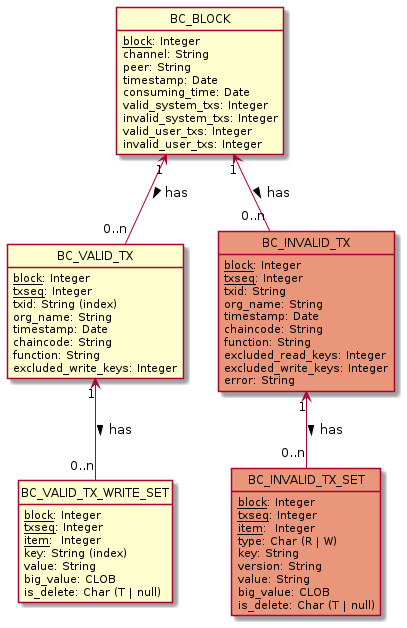 BC_BLOCK
block: Integer
channel: String
peer: String
timestamp: Date
consuming_time: Date
valid_system_txs: Integer
invalid_system_txs: Integer
valid_user_txs: Integer
invalid_user_txs: Integer
1
1
has
has
0..n
0..n
BC_VALID_TX
block: Integer
txseq: Integer
txid: String (index)
org_name: String
timestamp: Date
chaincode: String
function: String
excluded_write_keys: Integer
BC_INVALID_TX
block: Integer
txseq: Integer
txid: String
org_name: String
timestamp: Date
chaincode: String
function: String
excluded_read_keys: Integer
excluded_write_keys: Integer
error: String
1
1
has
has
0..n
0..n
BC_VALID_TX_WRITE_SET
block: Integer
txseq: Integer
item:  Integer
key: String (index)
value: String
big_value: CLOB
is_delete: Char (T | null)
BC_INVALID_TX_SET
block: Integer
txseq: Integer
item:  Integer
type: Char (R | W)
key: String
version: String
value: String
big_value: CLOB
is_delete: Char (T | null)